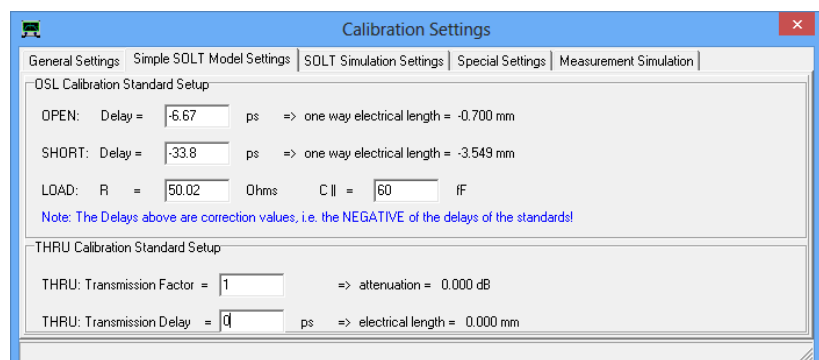 Calibration Settings
×
General Settings Simple SOLT Model Settings SOLT Simulation Settings Special Settings Measurement Simulation
OSL Calibration Standard Setup
OPEN: Delay = -6.67 ps => one way electrical length = -0.700 mm
SHORT: Delay = -33.8 ps => one way electrical length = -3.549 mm
LOAD: R = 50.02 Ohms C || = 60 fF
Note: The Delays above are correction values, i.e. the NEGATIVE of the delays of the standards!
THRU Calibration Standard Setup
THRU: Transmission Factor = 1 => attenuation = 0.000 dB
THRU: Transmission Delay = 0 ps => electrical length = 0.000 mm